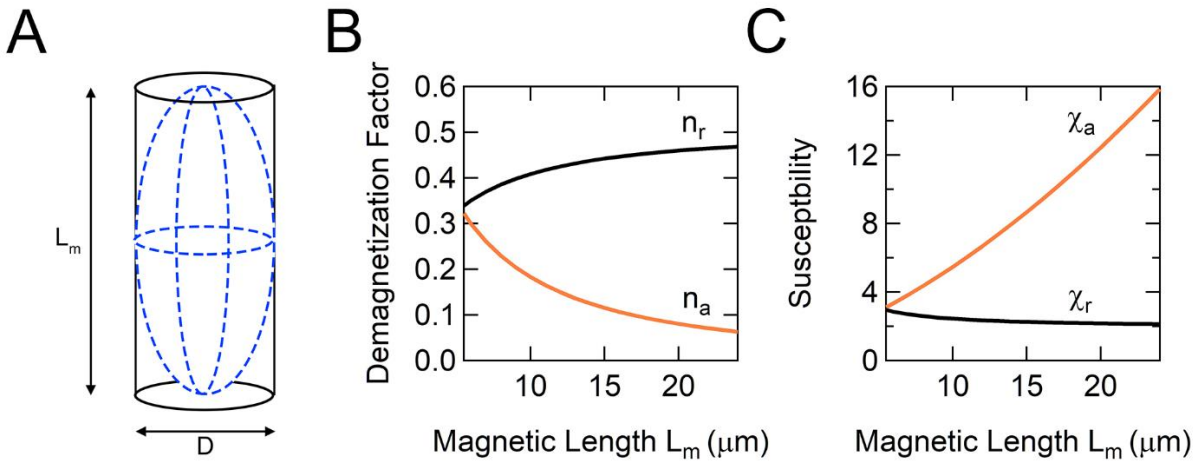 A
B
C
L_m
D
Demagnetization Factor
0.6
0.5
0.4
0.3
0.2
0.1
0.0
n_r
n_a
10
15
20
Magnetic Length L_m (μm)
Susceptbility
16
12
8
4
0
χ_a
χ_r
10
15
20
Magnetic Length L_m (μm)